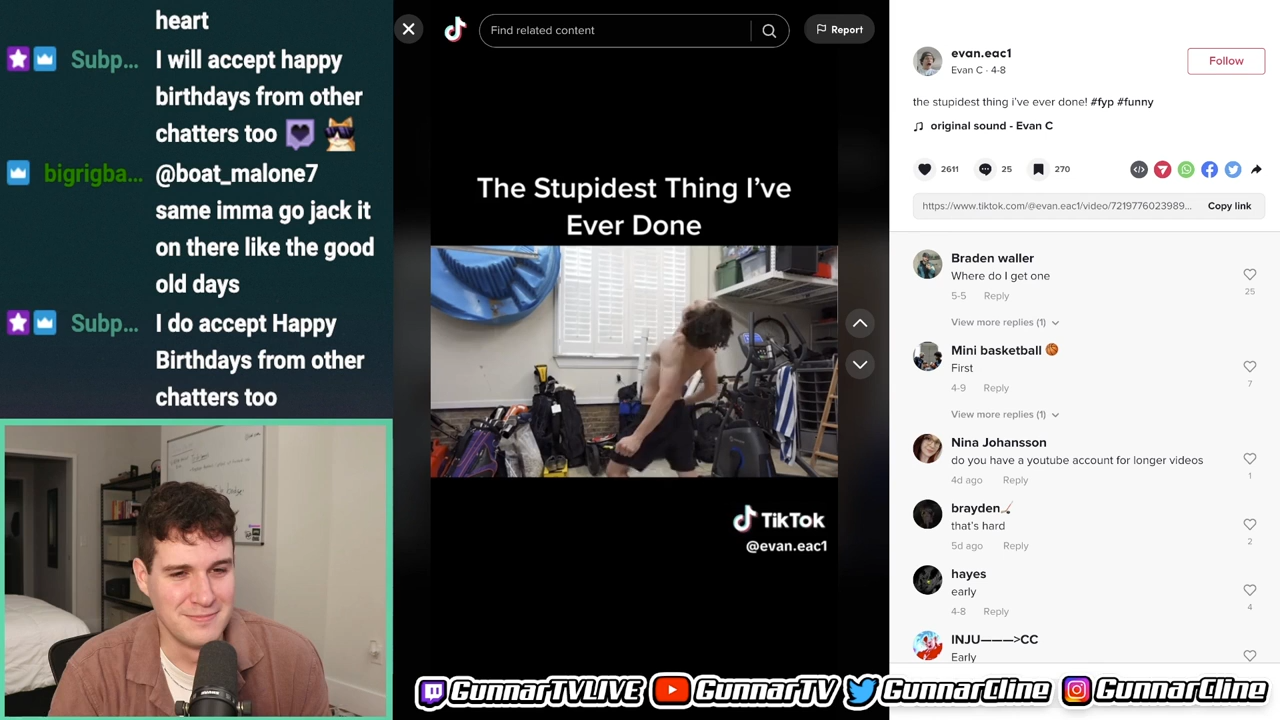 heart
Subp... I will accept happy
birthdays from other
chatters too
bigrigba... @boat_malone7
same imma go jack it
on there like the good
old days
Subp... I do accept Happy
Birthdays from other
chatters too
Find related content
Report
The Stupidest Thing I've
Ever Done
TikTok
@evan.eac1
evan.eac1
Evan C · 4-8
Follow
the stupidest thing i've ever done! #fyp #funny
original sound - Evan C
2611
25
270
https://www.tiktok.com/@evan.eac1/video/7219776023989...
Copy link
Braden waller
Where do I get one
25
5-5 Reply
View more replies (1)
Mini basketball
First
7
4-9 Reply
View more replies (1)
Nina Johansson
do you have a youtube account for longer videos
1
4d ago Reply
brayden
that's hard
2
5d ago Reply
hayes
early
4
4-8 Reply
INJU———>CC
Early
GunnarTVLIVE GunnarTV GunnarCline GunnarCline